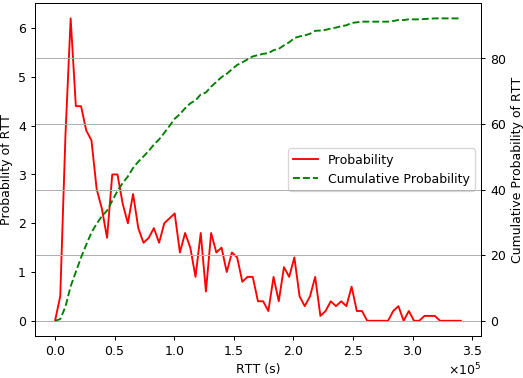 Probability of RTT
6
5
4
3
2
1
0
80
60
40
20
0
Cumulative Probability of RTT
Probability
Cumulative Probability
0.0 0.5 1.0 1.5 2.0 2.5 3.0 3.5
RTT (s)
×10⁵